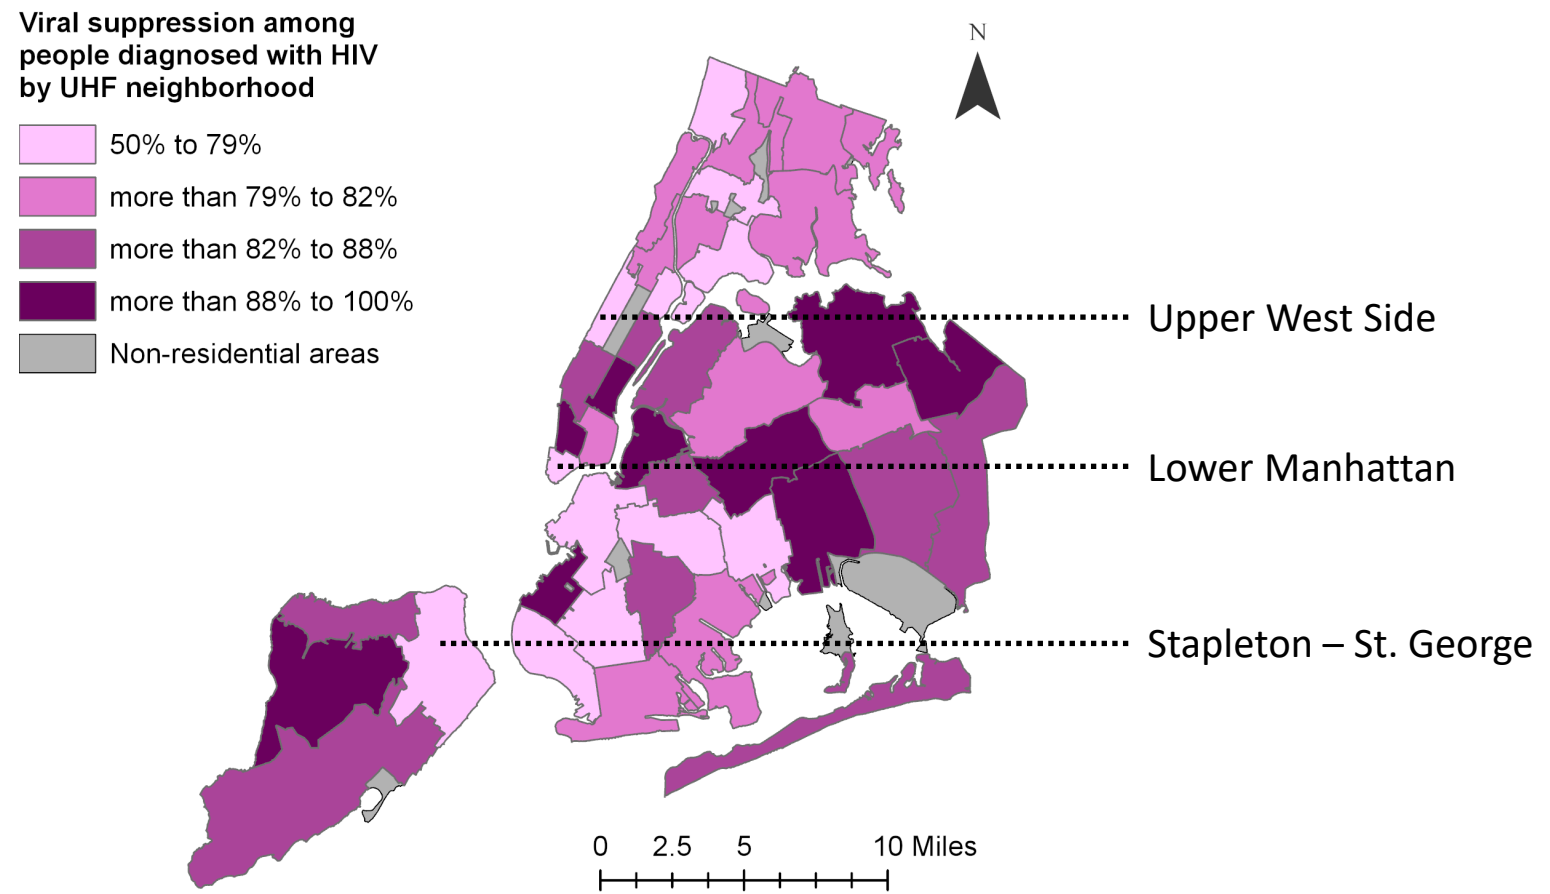 Viral suppression among
people diagnosed with HIV
by UHF neighborhood
50% to 79%
more than 79% to 82%
more than 82% to 88%
more than 88% to 100%
Non-residential areas
N
Upper West Side
Lower Manhattan
Stapleton – St. George
0 2.5 5 10 Miles